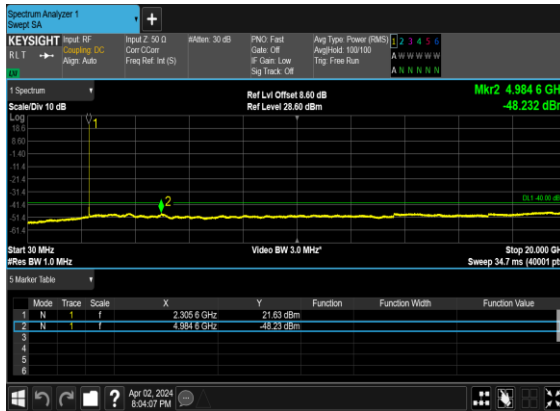 Spectrum Analyzer 1
Swept SA
KEYSIGHT Input: RF Input Z: 50 Ω #Atten: 30 dB PNO: Fast Avg Type: Power (RMS) 1 2 3 4 5 6
RLT Coupling: DC Corr CCorr Gate: Off Avg|Hold: 100/100 A W W W W W
Align: Auto Freq Ref: Int (S) IF Gain: Low Trig: Free Run
Sig Track: Off A N N N N N
1 Spectrum
Ref Lvl Offset 8.60 dB Mkr2 4.984 6 GH
Scale/Div 10 dB Ref Level 28.60 dBm -48.232 dB
Log
1
18.6
8.60
-1.40
-11.4
-21.4
-31.4
DL1 -40.00 dB
-41.4
2
-51.4
-61.4
Start 30 MHz Video BW 3.0 MHz* Stop 20.000 GH
#Res BW 1.0 MHz Sweep 34.7 ms (40001 pt
5 Marker Table
Mode Trace Scale X Y Function Function Width Function Value
1 N 1 f 2.305 6 GHz 21.63 dBm
2 N 1 f 4.984 6 GHz -48.23 dBm
3
4
5
6
? Apr 02, 2024
8:04:07 PM